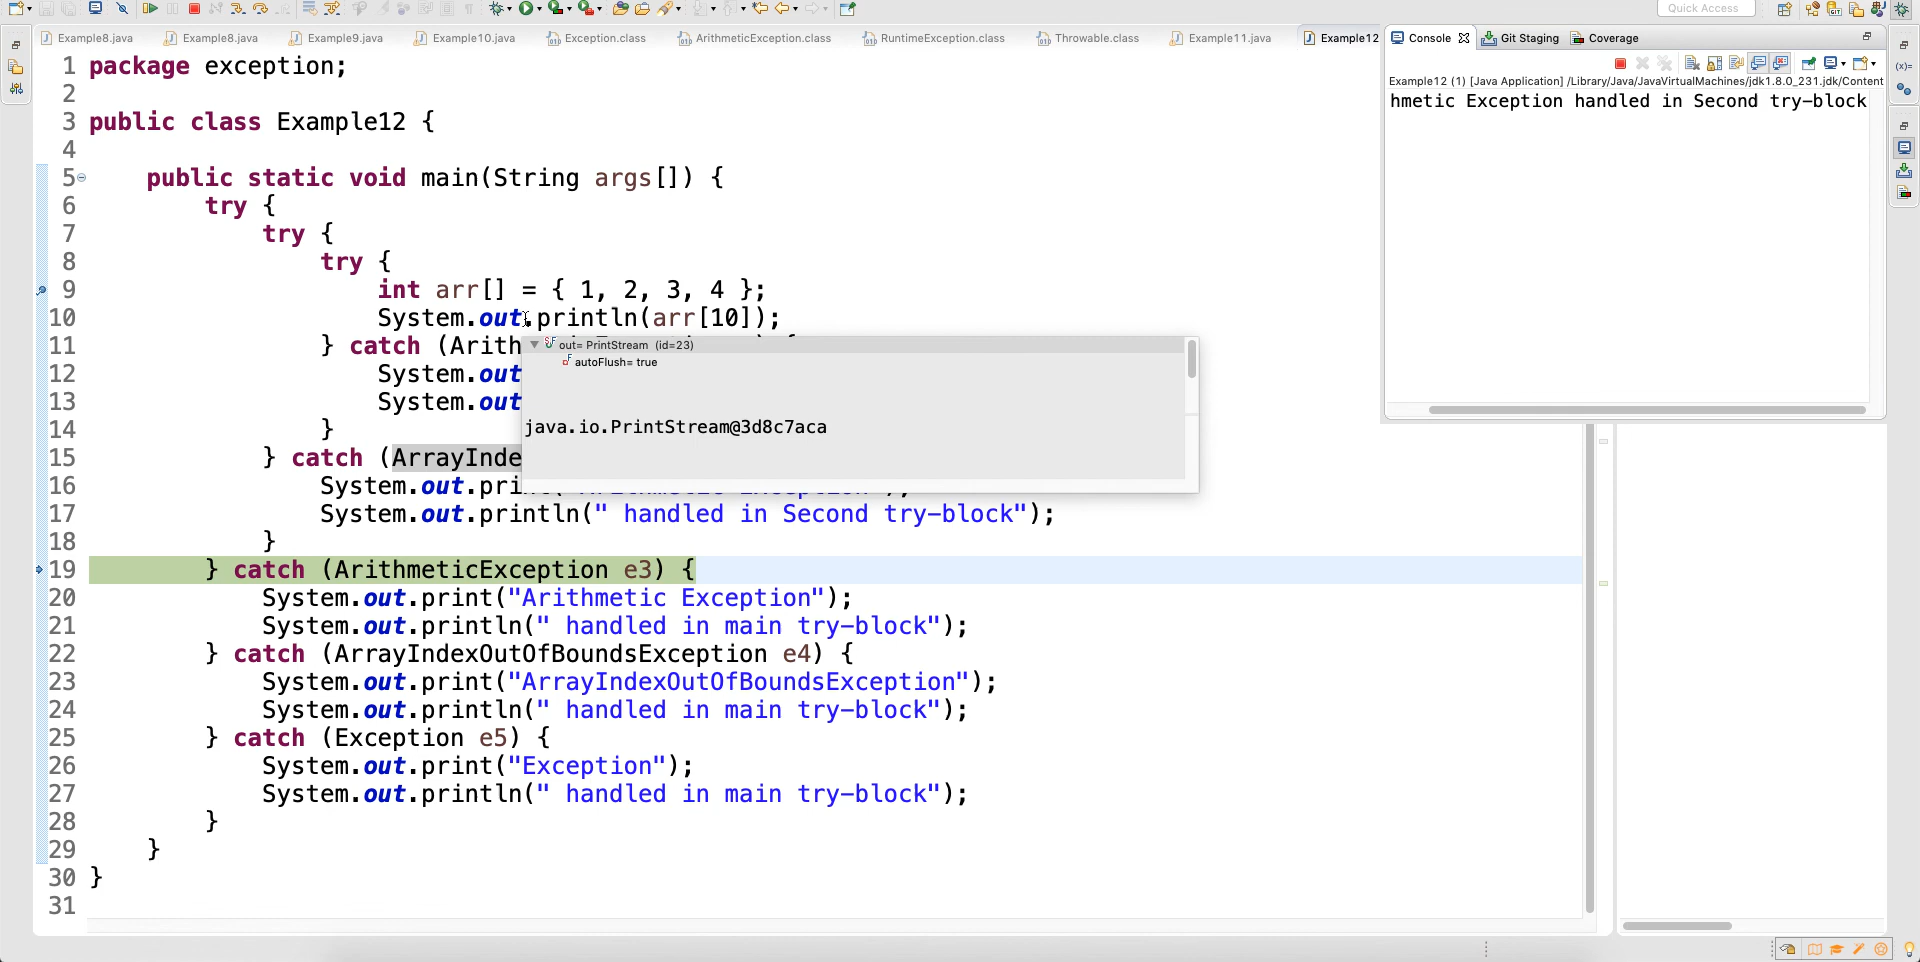 Quick Access
Example8.java Example8.java Example9.java Example10.java Exception.class ArithmeticException.class RuntimeException.class Throwable.class Example11.java Example12
Console Git Staging Coverage
Example12 (1) [Java Application] /Library/Java/JavaVirtualMachines/jdk1.8.0_231.jdk/Content
hmetic Exception handled in Second try-block
1 package exception;
2
3 public class Example12 {
4
5 public static void main(String args[]) {
6 try {
7 try {
8 try {
9 int arr[] = { 1, 2, 3, 4 };
10 System.out.println(arr[10]);
11 } catch (Arith
12 System.out
13 System.out
14 }
15 } catch (ArrayInde
16 System.out.pri
17 System.out.println(" handled in Second try-block");
18 }
19 } catch (ArithmeticException e3) {
20 System.out.print("Arithmetic Exception");
21 System.out.println(" handled in main try-block");
22 } catch (ArrayIndexOutOfBoundsException e4) {
23 System.out.print("ArrayIndexOutOfBoundsException");
24 System.out.println(" handled in main try-block");
25 } catch (Exception e5) {
26 System.out.print("Exception");
27 System.out.println(" handled in main try-block");
28 }
29 }
30 }
31
out= PrintStream (id=23)
autoFlush= true
java.io.PrintStream@3d8c7aca
(x)=